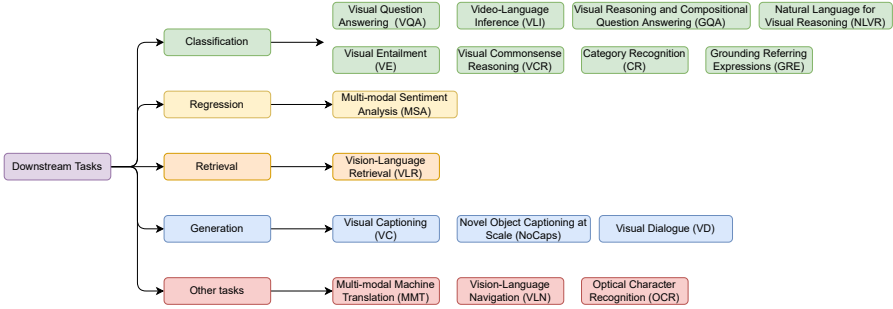 Downstream Tasks
Classification
Visual Question
Answering (VQA)
Video-Language
Inference (VLI)
Visual Reasoning and Compositional
Question Answering (GQA)
Natural Language for
Visual Reasoning (NLVR)
Visual Entailment
(VE)
Visual Commonsense
Reasoning (VCR)
Category Recognition
(CR)
Grounding Referring
Expressions (GRE)
Regression
Multi-modal Sentiment
Analysis (MSA)
Retrieval
Vision-Language
Retrieval (VLR)
Generation
Visual Captioning
(VC)
Novel Object Captioning at
Scale (NoCaps)
Visual Dialogue (VD)
Other tasks
Multi-modal Machine
Translation (MMT)
Vision-Language
Navigation (VLN)
Optical Character
Recognition (OCR)